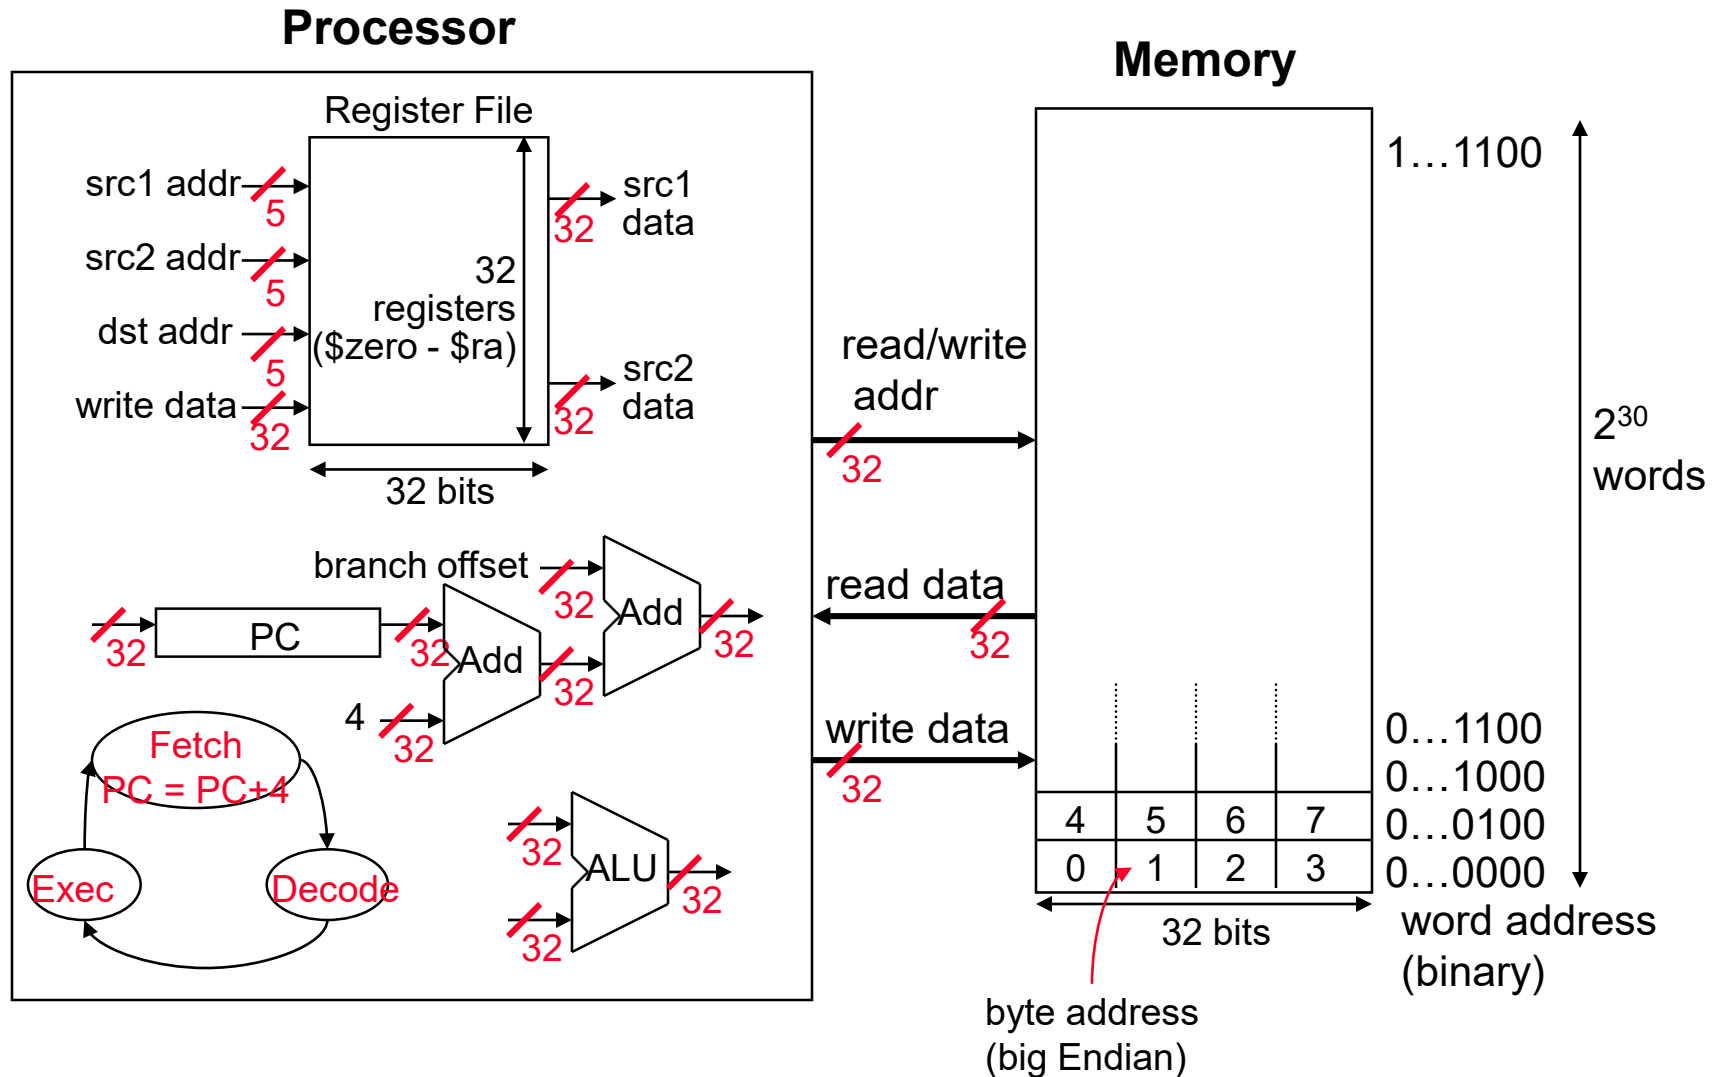 Processor
Register File
src1 addr
5
src2 addr
5
dst addr
5
write data
32
32
registers
($zero - $ra)
src1
data
32
src2
data
32
32 bits
branch offset
32
Add
32
PC
32
32
Add
32
4
32
32
Fetch
PC = PC+4
Exec
Decode
32
32
ALU
32
read/write
addr
32
read data
32
write data
32
Memory
1…1100
2³⁰
words
0…1100
0…1000
4 5 6 7 0…0100
0 1 2 3 0…0000
32 bits
word address
(binary)
byte address
(big Endian)